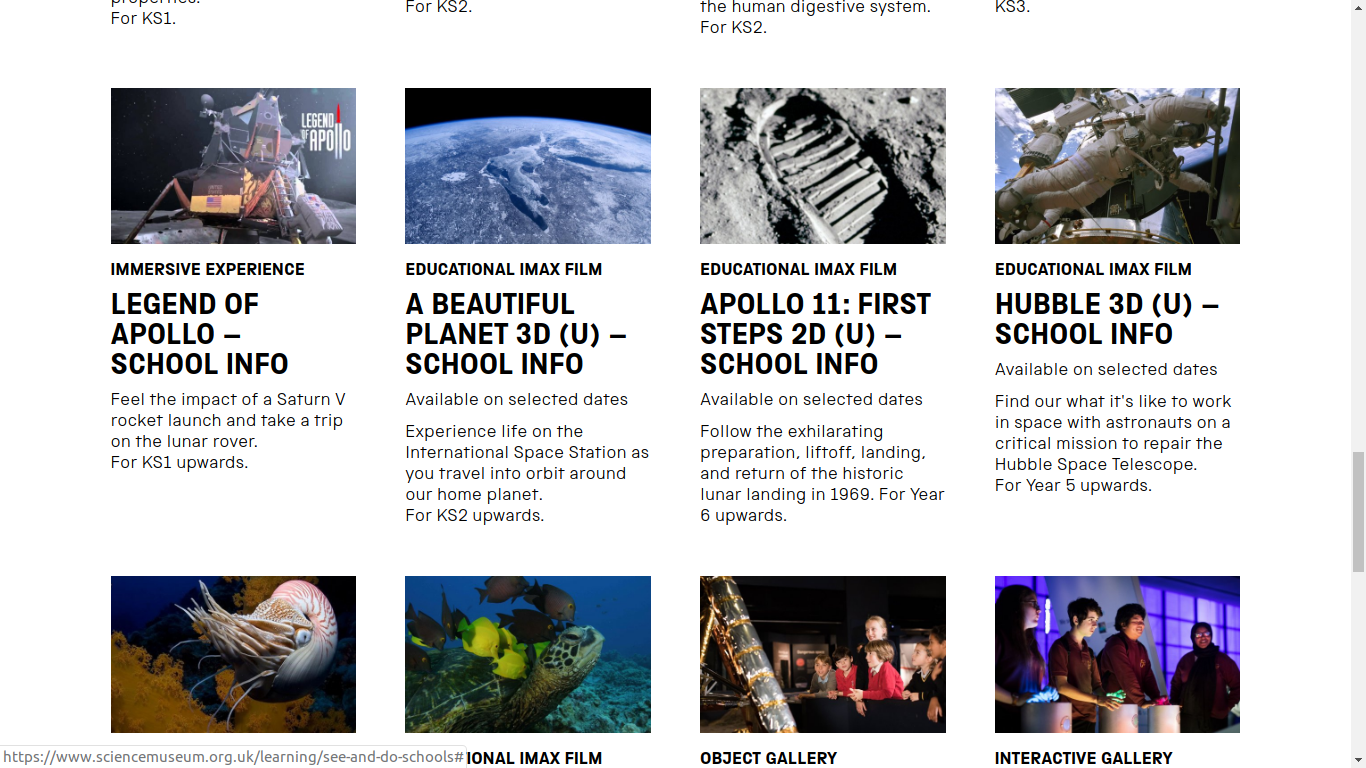 properties.
For KS1.
For KS2.
the human digestive system.
For KS2.
KS3.
LEGEND
OF
APOLLO
IMMERSIVE EXPERIENCE
LEGEND OF
APOLLO –
SCHOOL INFO
Feel the impact of a Saturn V
rocket launch and take a trip
on the lunar rover.
For KS1 upwards.
EDUCATIONAL IMAX FILM
A BEAUTIFUL
PLANET 3D (U) –
SCHOOL INFO
Available on selected dates
Experience life on the
International Space Station as
you travel into orbit around
our home planet.
For KS2 upwards.
EDUCATIONAL IMAX FILM
APOLLO 11: FIRST
STEPS 2D (U) –
SCHOOL INFO
Available on selected dates
Follow the exhilarating
preparation, liftoff, landing,
and return of the historic
lunar landing in 1969. For Year
6 upwards.
EDUCATIONAL IMAX FILM
HUBBLE 3D (U) –
SCHOOL INFO
Available on selected dates
Find our what it's like to work
in space with astronauts on a
critical mission to repair the
Hubble Space Telescope.
For Year 5 upwards.
IONAL IMAX FILM
OBJECT GALLERY
INTERACTIVE GALLERY
https://www.sciencemuseum.org.uk/learning/see-and-do-schools#